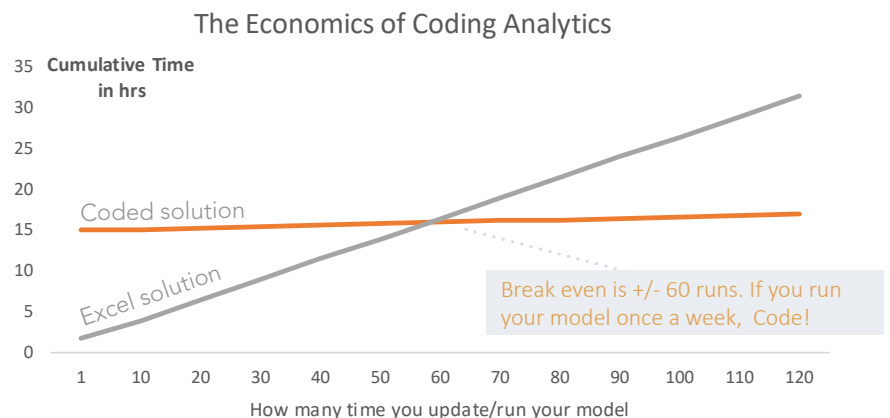 The Economics of Coding Analytics
Cumulative Time
in hrs
35
30
25
20
15
10
5
0
Coded solution
Excel solution
Break even is +/- 60 runs. If you run
your model once a week, Code!
1 10 20 30 40 50 60 70 80 90 100 110 120
How many time you update/run your model